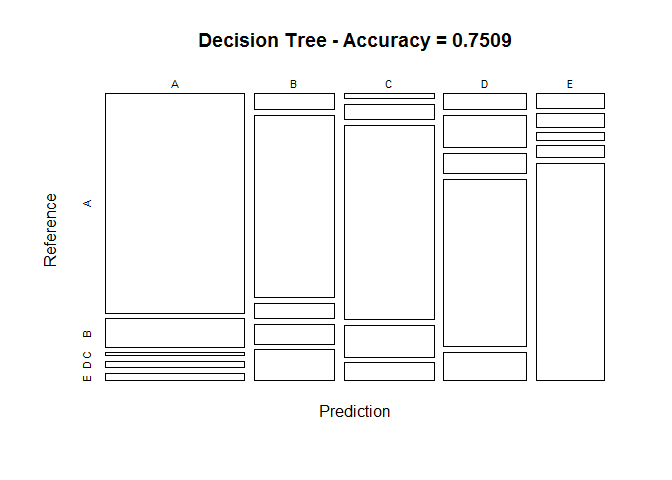 Decision Tree - Accuracy = 0.7509
A B C D E
Reference
A
B
C
D
E
Prediction